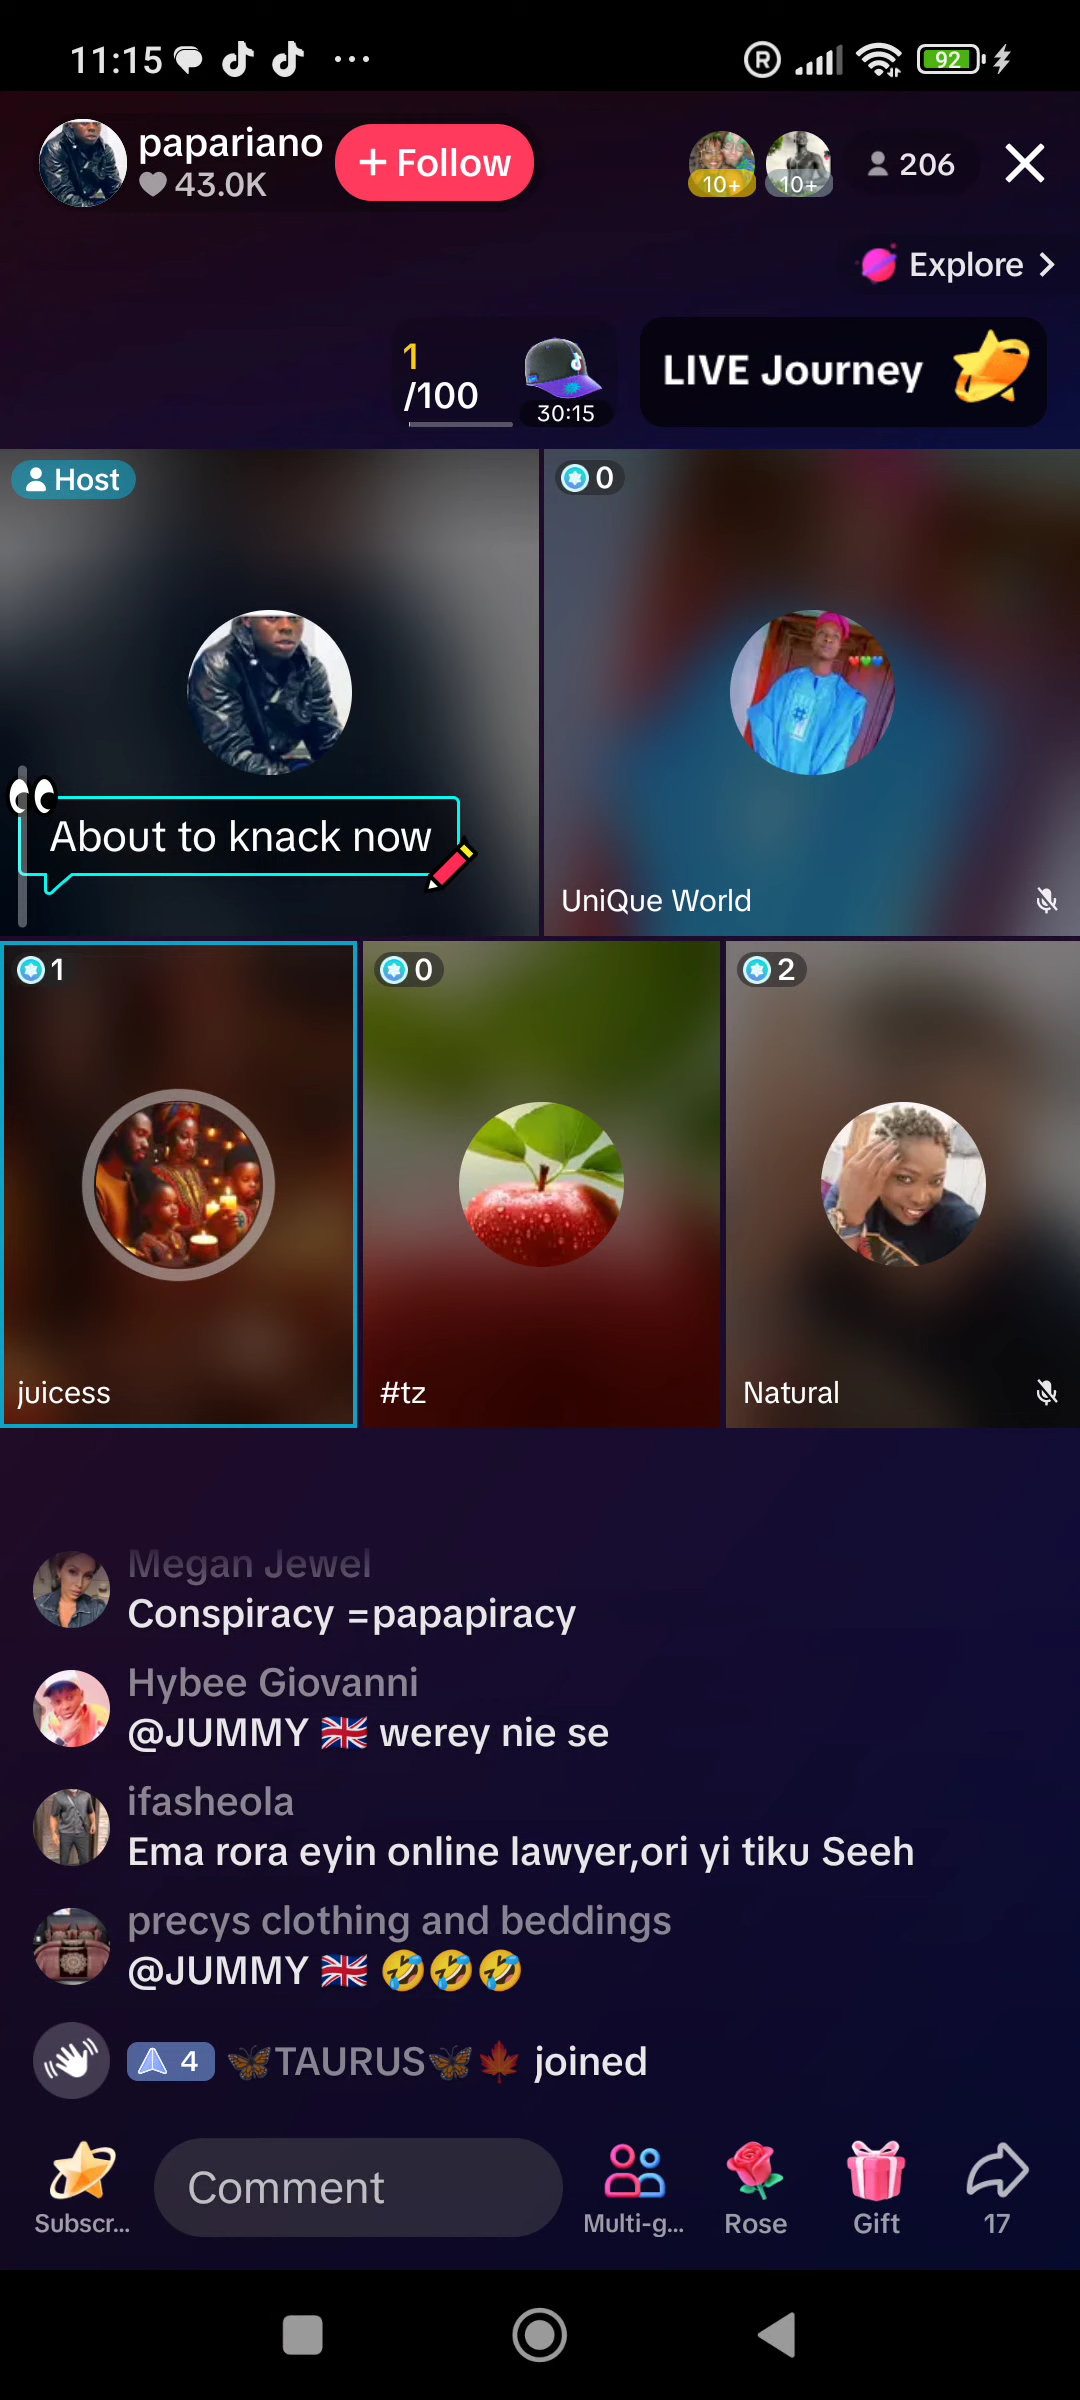 11:15
R
92
papariano
43.0K
+ Follow
10+
10+
206
Explore
1
/100
30:15
LIVE Journey
Host
0
About to knack now
UniQue World
1
0
2
juicess
#tz
Natural
Megan Jewel
Conspiracy =papapiracy
Hybee Giovanni
@JUMMY 🇬🇧 werey nie se
ifasheola
Ema rora eyin online lawyer,ori yi tiku Seeh
precys clothing and beddings
@JUMMY 🇬🇧 🤣🤣🤣
4 🦋TAURUS🦋🍁 joined
Subscr...
Comment
Multi-g...
Rose
Gift
17